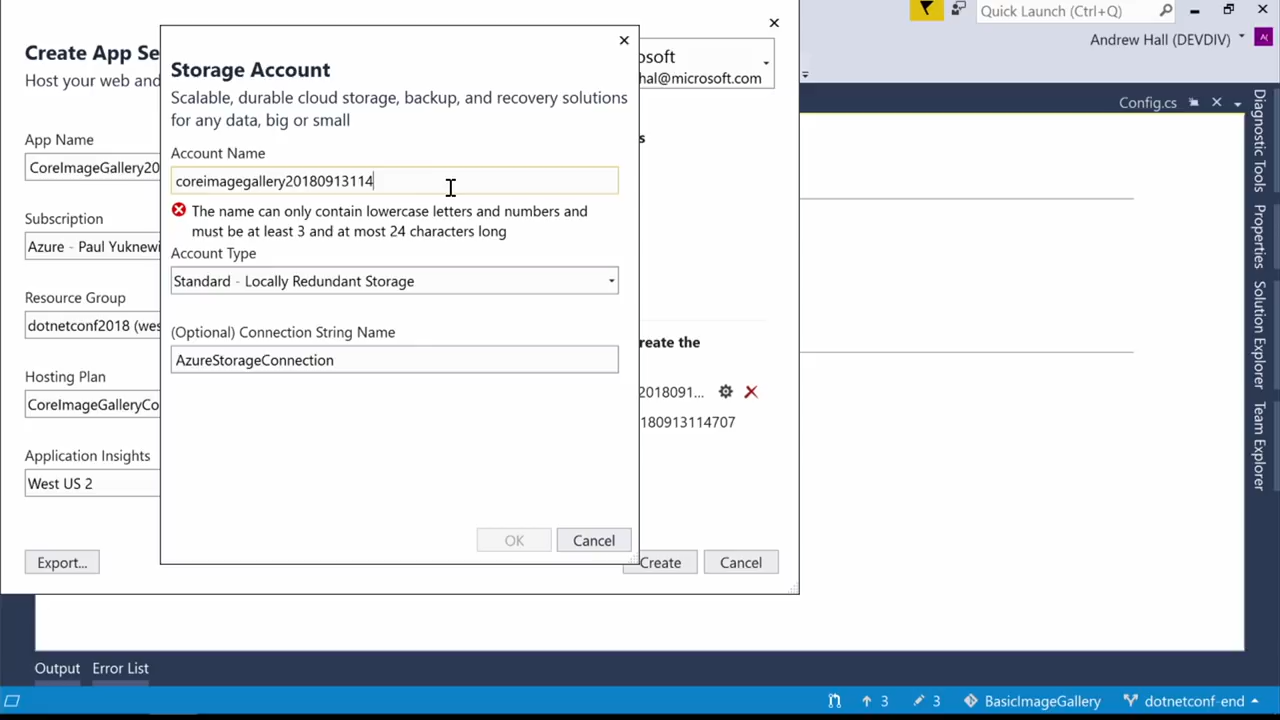 Quick Launch (Ctrl+Q)
Andrew Hall (DEVDIV)
Create App Se
Host your web and
osoft
hal@microsoft.com
Storage Account
Scalable, durable cloud storage, backup, and recovery solutions
for any data, big or small
Config.cs
App Name
CoreImageGallery20
Account Name
coreimagegallery20180913114
The name can only contain lowercase letters and numbers and
must be at least 3 and at most 24 characters long
Subscription
Azure - Paul Yuknewi
Account Type
Standard - Locally Redundant Storage
Resource Group
dotnetconf2018 (wes
(Optional) Connection String Name
AzureStorageConnection
reate the
Hosting Plan
CoreImageGalleryCo
2018091...
180913114707
Application Insights
West US 2
OK
Cancel
Export...
Create
Cancel
Diagnostic Tools
Properties
Solution Explorer
Team Explorer
Output
Error List
3
3
BasicImageGallery
dotnetconf-end